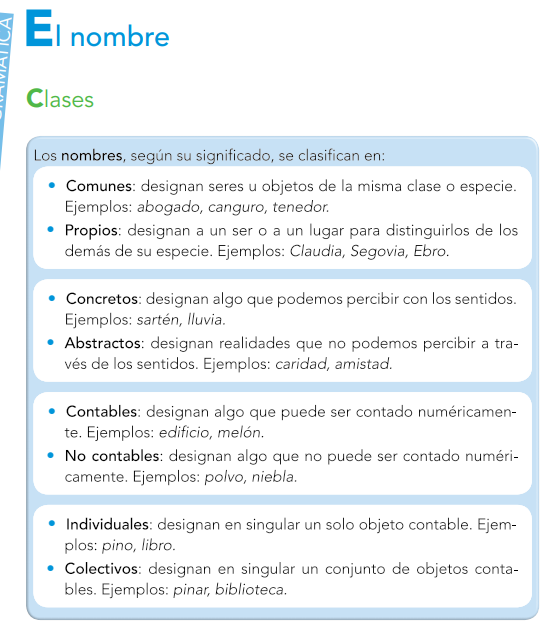 GRAMÁTICA
El nombre
Clases
Los nombres, según su significado, se clasifican en:
• Comunes: designan seres u objetos de la misma clase o especie.
Ejemplos: abogado, canguro, tenedor.
• Propios: designan a un ser o a un lugar para distinguirlos de los
demás de su especie. Ejemplos: Claudia, Segovia, Ebro.
• Concretos: designan algo que podemos percibir con los sentidos.
Ejemplos: sartén, lluvia.
• Abstractos: designan realidades que no podemos percibir a tra-
vés de los sentidos. Ejemplos: caridad, amistad.
• Contables: designan algo que puede ser contado numéricamen-
te. Ejemplos: edificio, melón.
• No contables: designan algo que no puede ser contado numéri-
camente. Ejemplos: polvo, niebla.
• Individuales: designan en singular un solo objeto contable. Ejem-
plos: pino, libro.
• Colectivos: designan en singular un conjunto de objetos conta-
bles. Ejemplos: pinar, biblioteca.